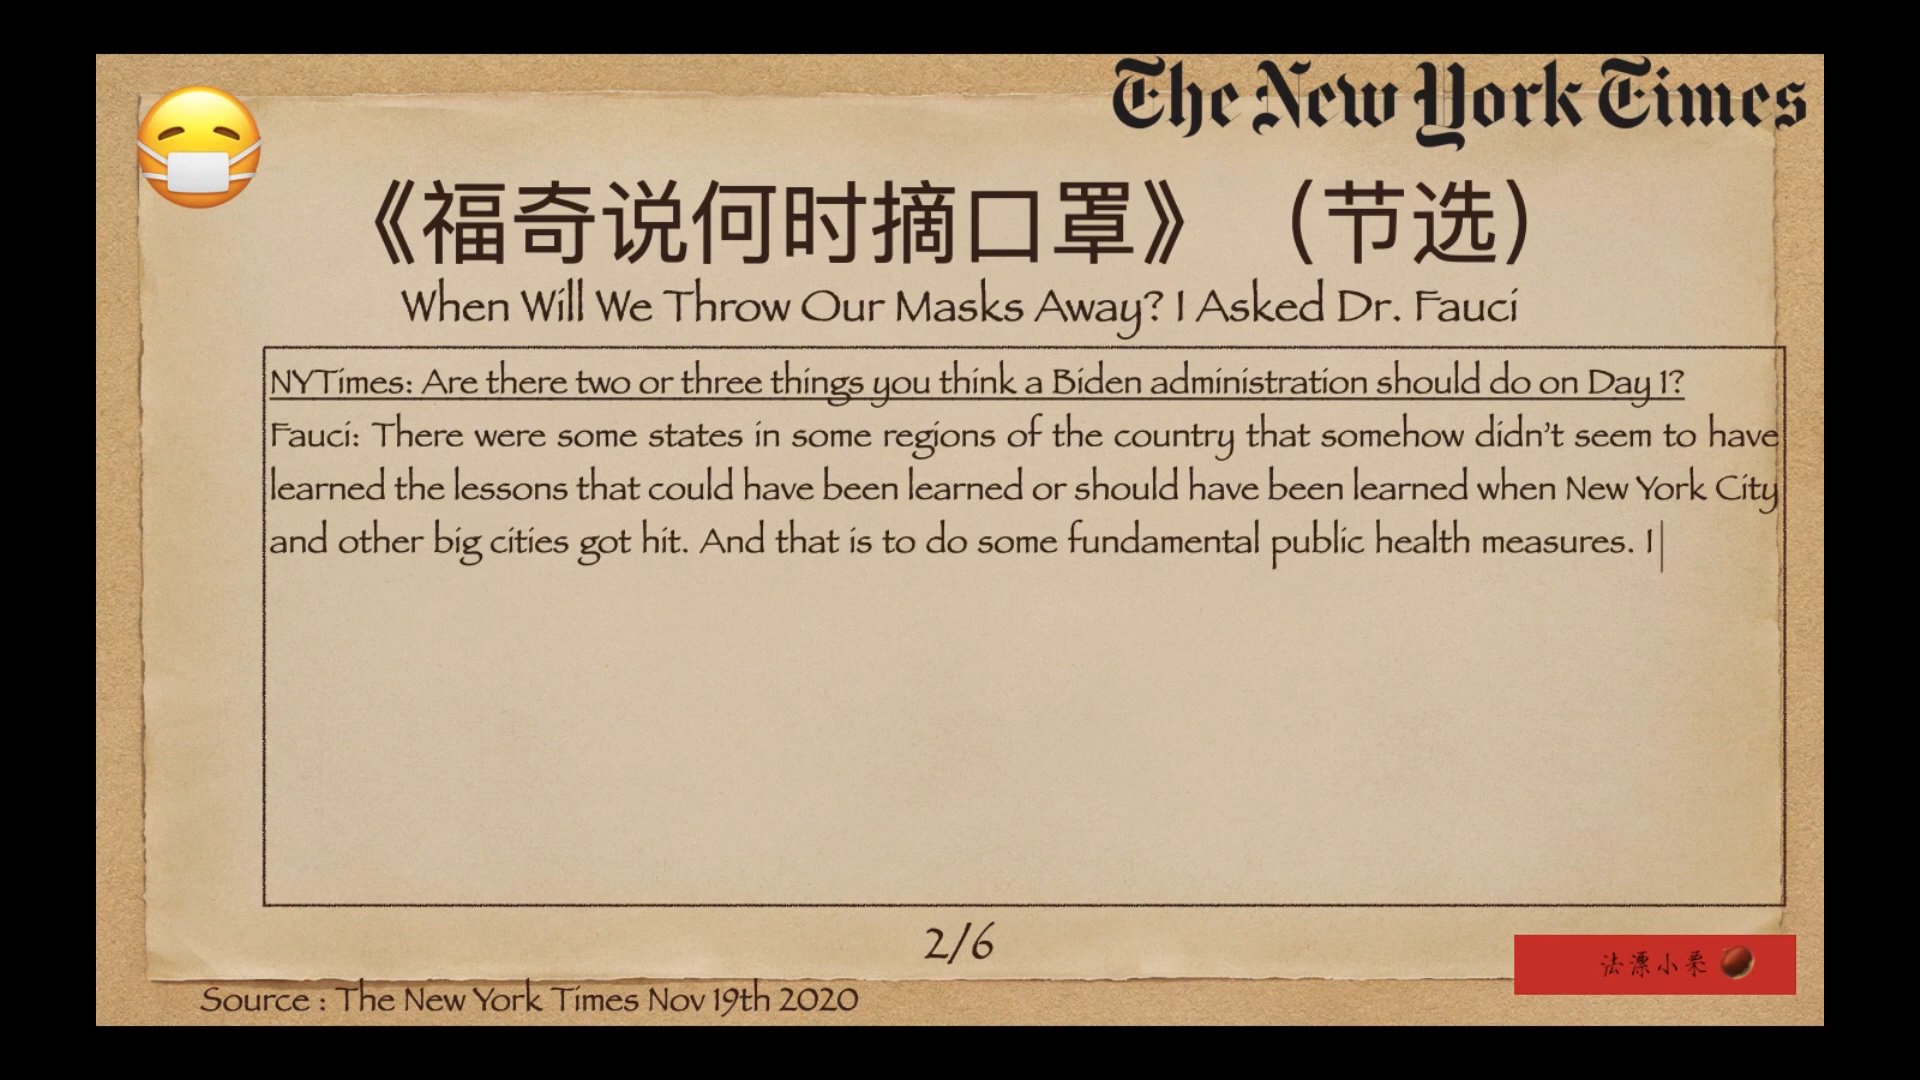 The New York Times
《福奇说何时摘口罩》（节选）
When Will We Throw Our Masks Away? I Asked Dr. Fauci
NYTimes: Are there two or three things you think a Biden administration should do on Day 1?
Fauci: There were some states in some regions of the country that somehow didn’t seem to have
learned the lessons that could have been learned or should have been learned when New York City
and other big cities got hit. And that is to do some fundamental public health measures. I
2/6
法漂小栗
Source : The New York Times Nov 19th 2020